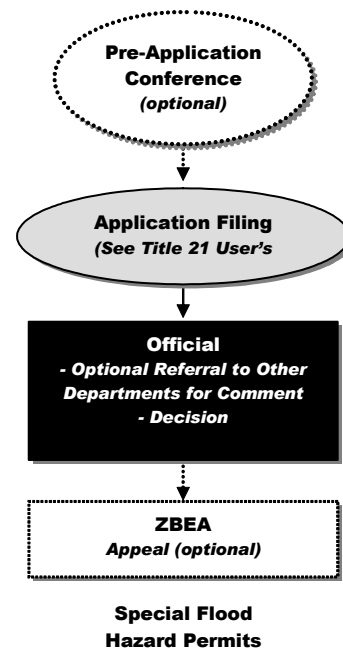 Pre-Application
Conference
(optional)
Application Filing
(See Title 21 User's
Official
- Optional Referral to Other
Departments for Comment
- Decision
ZBEA
Appeal (optional)
Special Flood
Hazard Permits